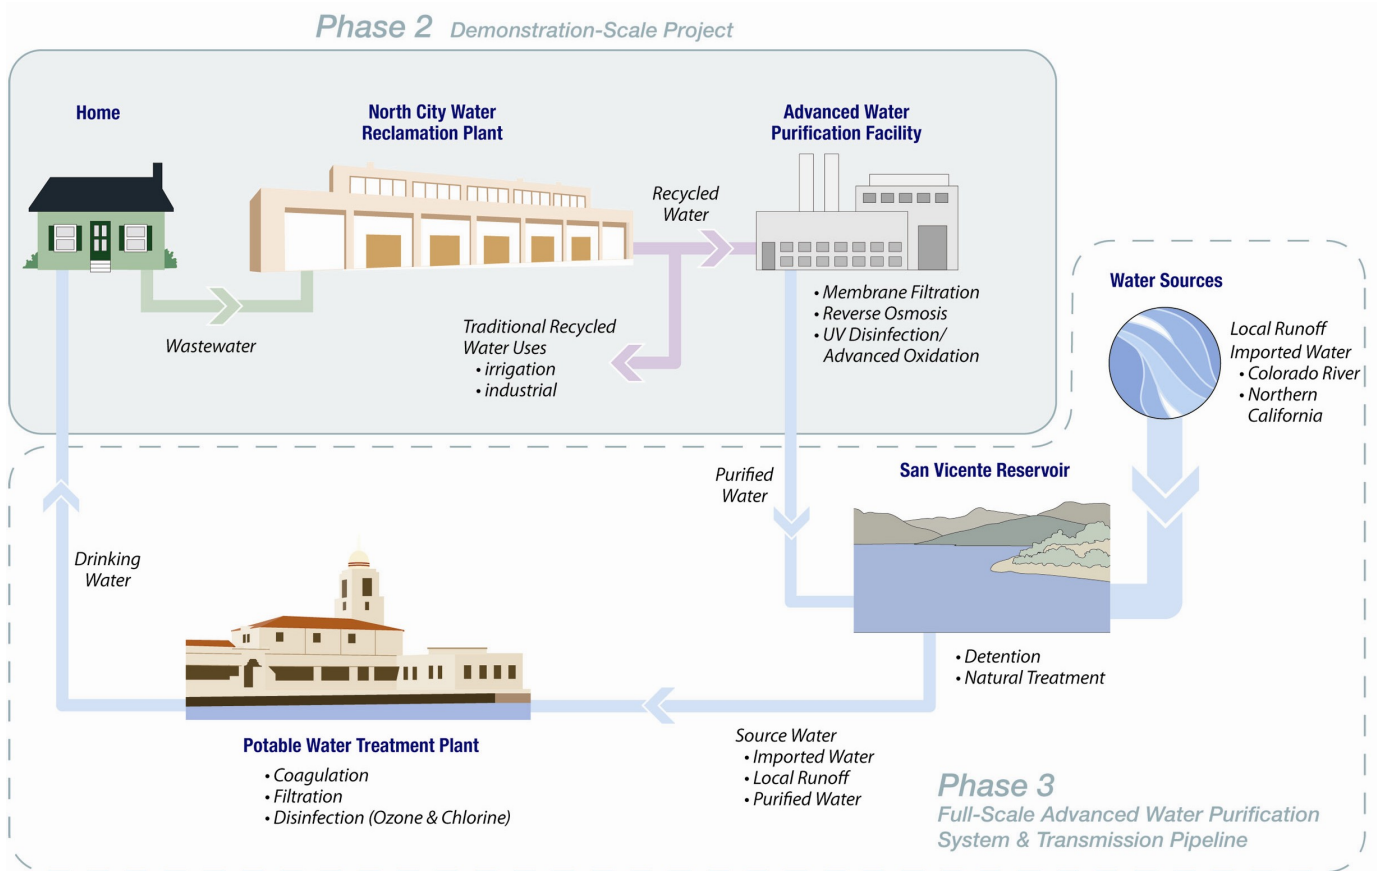 Phase 2 Demonstration-Scale Project
Home
North City Water
Reclamation Plant
Advanced Water
Purification Facility
Recycled
Water
• Membrane Filtration
• Reverse Osmosis
• UV Disinfection/
Advanced Oxidation
Wastewater
Traditional Recycled
Water Uses
• irrigation
• industrial
Water Sources
Local Runoff
Imported Water
• Colorado River
• Northern
California
Purified
Water
San Vicente Reservoir
• Detention
• Natural Treatment
Drinking
Water
Potable Water Treatment Plant
• Coagulation
• Filtration
• Disinfection (Ozone & Chlorine)
Source Water
• Imported Water
• Local Runoff
• Purified Water
Phase 3
Full-Scale Advanced Water Purification
System & Transmission Pipeline